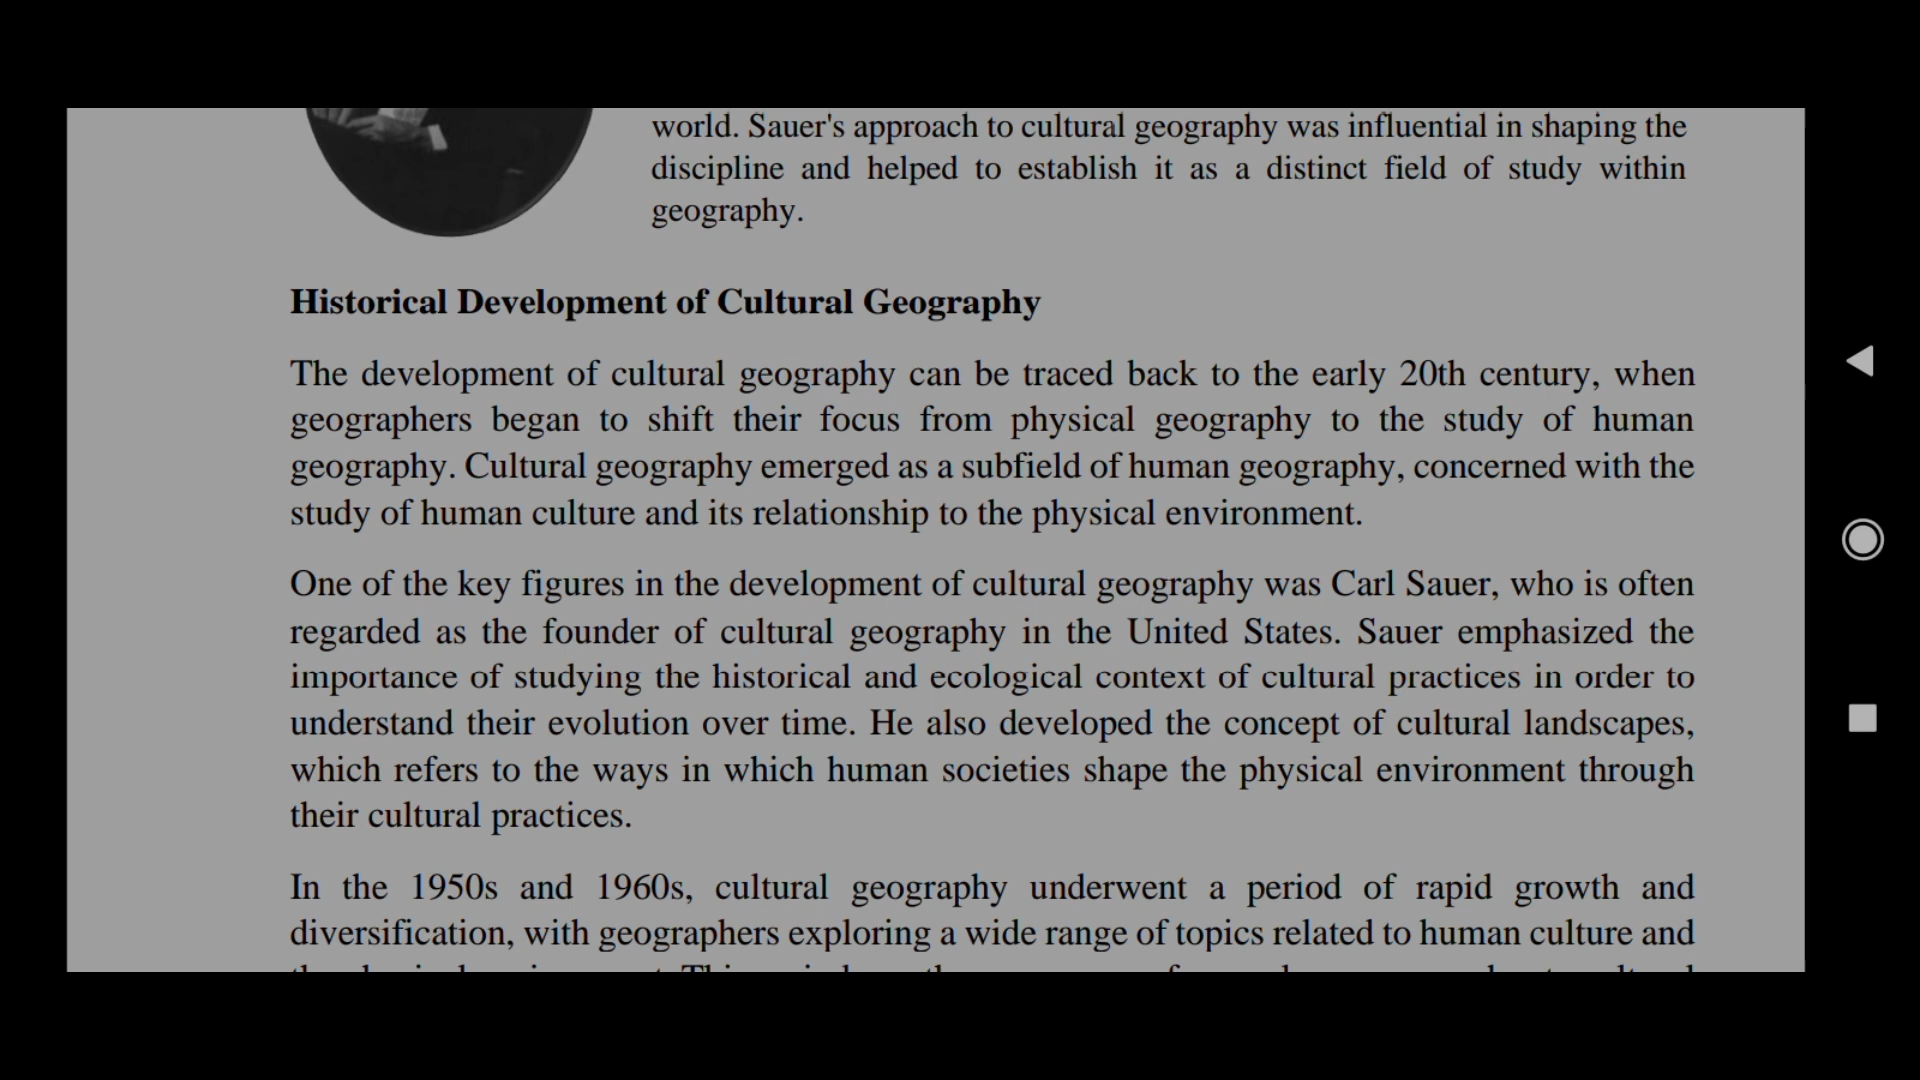 world. Sauer's approach to cultural geography was influential in shaping the
discipline and helped to establish it as a distinct field of study within
geography.
Historical Development of Cultural Geography
The development of cultural geography can be traced back to the early 20th century, when
geographers began to shift their focus from physical geography to the study of human
geography. Cultural geography emerged as a subfield of human geography, concerned with the
study of human culture and its relationship to the physical environment.
One of the key figures in the development of cultural geography was Carl Sauer, who is often
regarded as the founder of cultural geography in the United States. Sauer emphasized the
importance of studying the historical and ecological context of cultural practices in order to
understand their evolution over time. He also developed the concept of cultural landscapes,
which refers to the ways in which human societies shape the physical environment through
their cultural practices.
In the 1950s and 1960s, cultural geography underwent a period of rapid growth and
diversification, with geographers exploring a wide range of topics related to human culture and